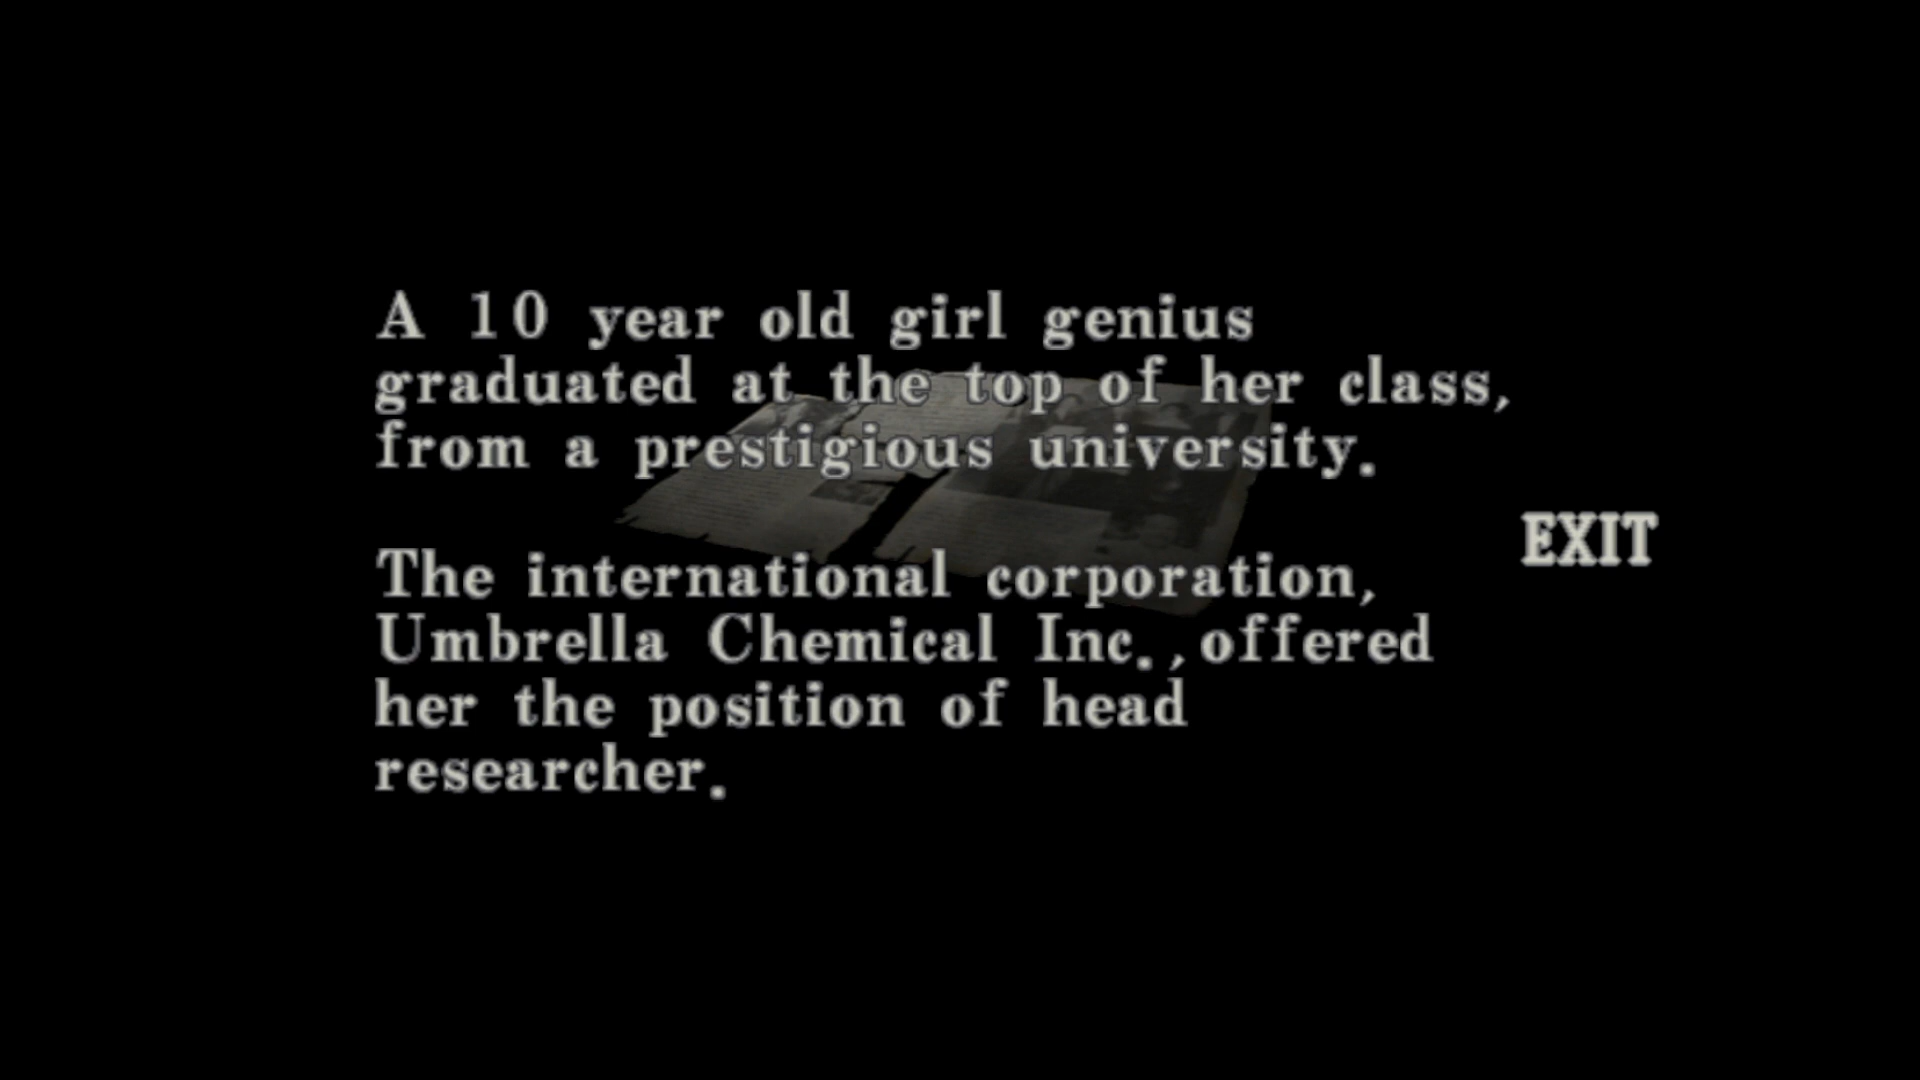 A 10 year old girl genius
graduated at the top of her class,
from a prestigious university.
The international corporation,
EXIT
Umbrella Chemical Inc.,offered
her the position of head
researcher.